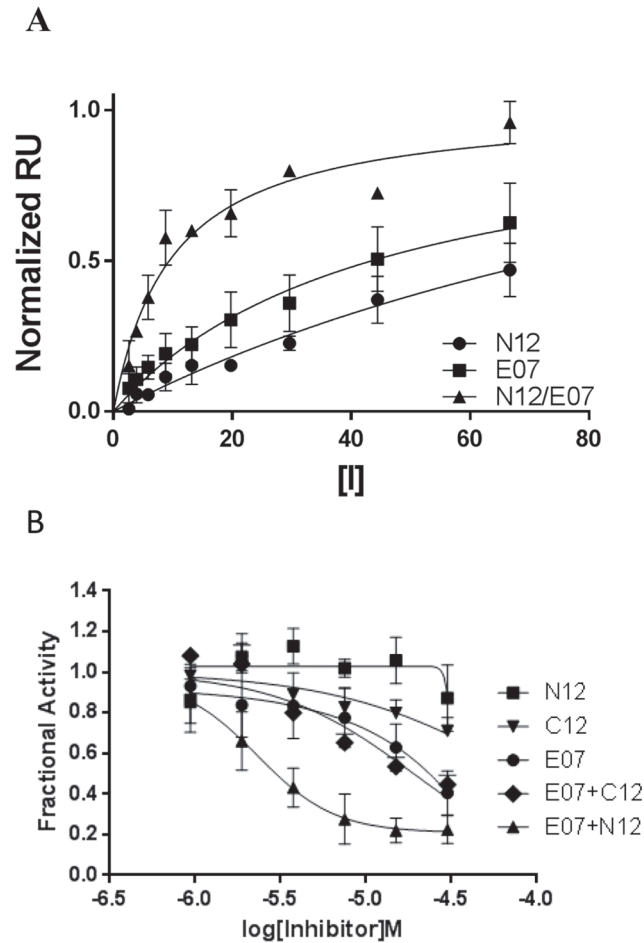 A
Normalized RU
1.0
0.5
0.0
0 20 40 60 80
[I]
N12
E07
N12/E07
B
Fractional Activity
1.4
1.2
1.0
0.8
0.6
0.4
0.2
0.0
-6.5 -6.0 -5.5 -5.0 -4.5 -4.0
log[Inhibitor]M
N12
C12
E07
E07+C12
E07+N12